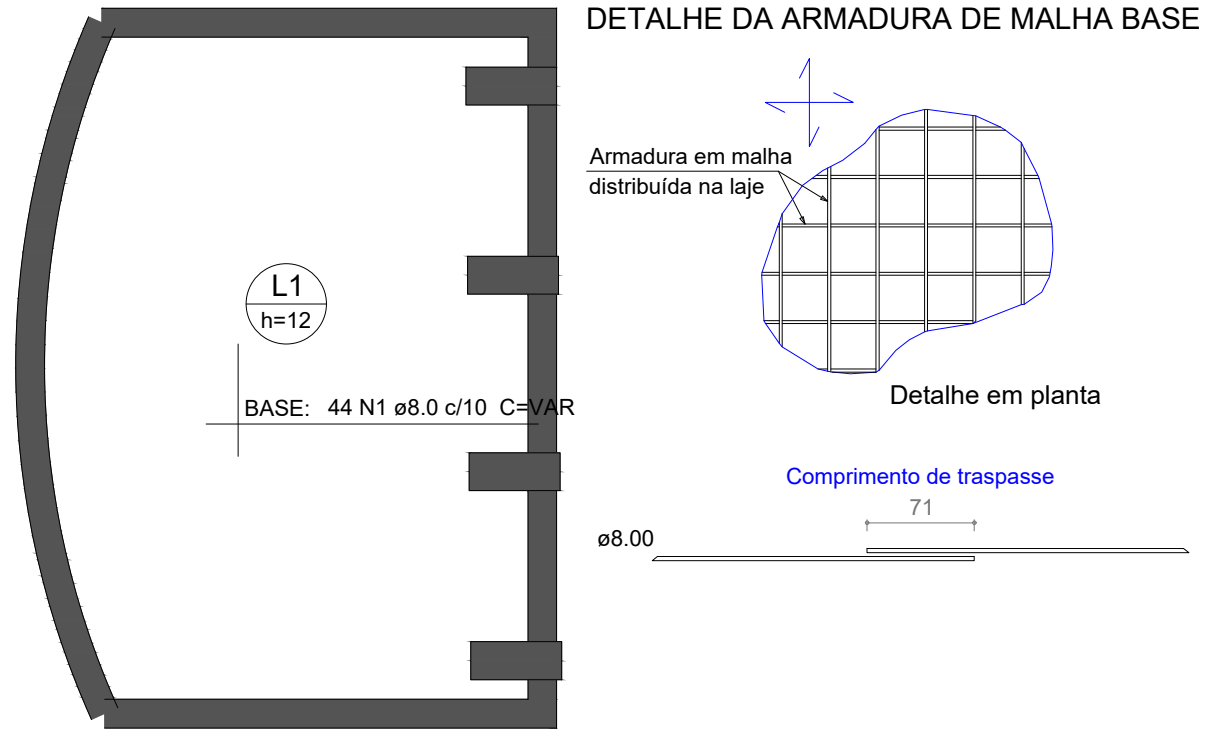 DETALHE DA ARMADURA DE MALHA BASE
Armadura em malha
distribuída na laje
L1
h=12
BASE: 44 N1 ø8.0 c/10 C=VAR
Detalhe em planta
Comprimento de traspasse
71
ø8.00